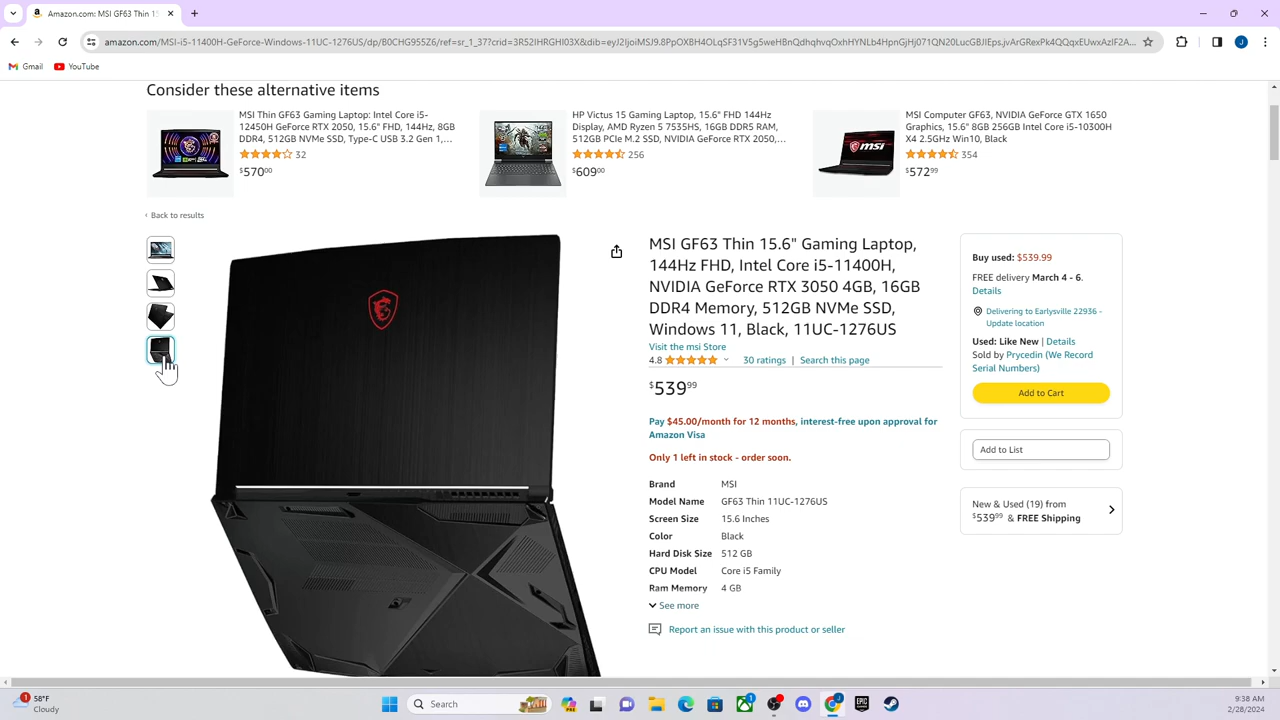 Amazon.com: MSI GF63 Thin 15
amazon.com/MSI-i5-11400H-GeForce-Windows-11UC-1276US/dp/B0CHG955Z6/ref=sr_1_37?crid=3R52IHRGHI03X&dib=
Gmail
YouTube
Consider these alternative items
MSI Thin GF63 Gaming Laptop: Intel Core i5-
12450H GeForce RTX 2050, 15.6" FHD, 144Hz, 8GB
DDR4, 512GB NVMe SSD, Type-C USB 3.2 Gen 1,…
32
$570⁰⁰
HP Victus 15 Gaming Laptop, 15.6" FHD 144Hz
Display, AMD Ryzen 5 7535HS, 16GB DDR5 RAM,
512GB PCIe M.2 SSD, NVIDIA GeForce RTX 2050,…
256
$609⁰⁰
MSI Computer GF63, NVIDIA GeForce GTX 1650
Graphics, 15.6" 8GB 256GB Intel Core i5-10300H
X4 2.5GHz Win10, Black
354
$572⁹⁹
‹ Back to results
MSI GF63 Thin 15.6" Gaming Laptop,
144Hz FHD, Intel Core i5-11400H,
NVIDIA GeForce RTX 3050 4GB, 16GB
DDR4 Memory, 512GB NVMe SSD,
Windows 11, Black, 11UC-1276US
Visit the msi Store
4.8 30 ratings | Search this page
$539⁹⁹
Pay $45.00/month for 12 months, interest-free upon approval for
Amazon Visa
Only 1 left in stock - order soon.
Brand MSI
Model Name GF63 Thin 11UC-1276US
Screen Size 15.6 Inches
Color Black
Hard Disk Size 512 GB
CPU Model Core i5 Family
Ram Memory 4 GB
See more
Report an issue with this product or seller
Buy used: $539.99
FREE delivery March 4 - 6.
Details
Delivering to Earlysville 22936 -
Update location
Used: Like New | Details
Sold by Prycedin (We Record
Serial Numbers)
Add to Cart
Add to List
New & Used (19) from
$539⁹⁹ & FREE Shipping
1
58°F
Cloudy
Search
1
9:38 AM
2/28/2024